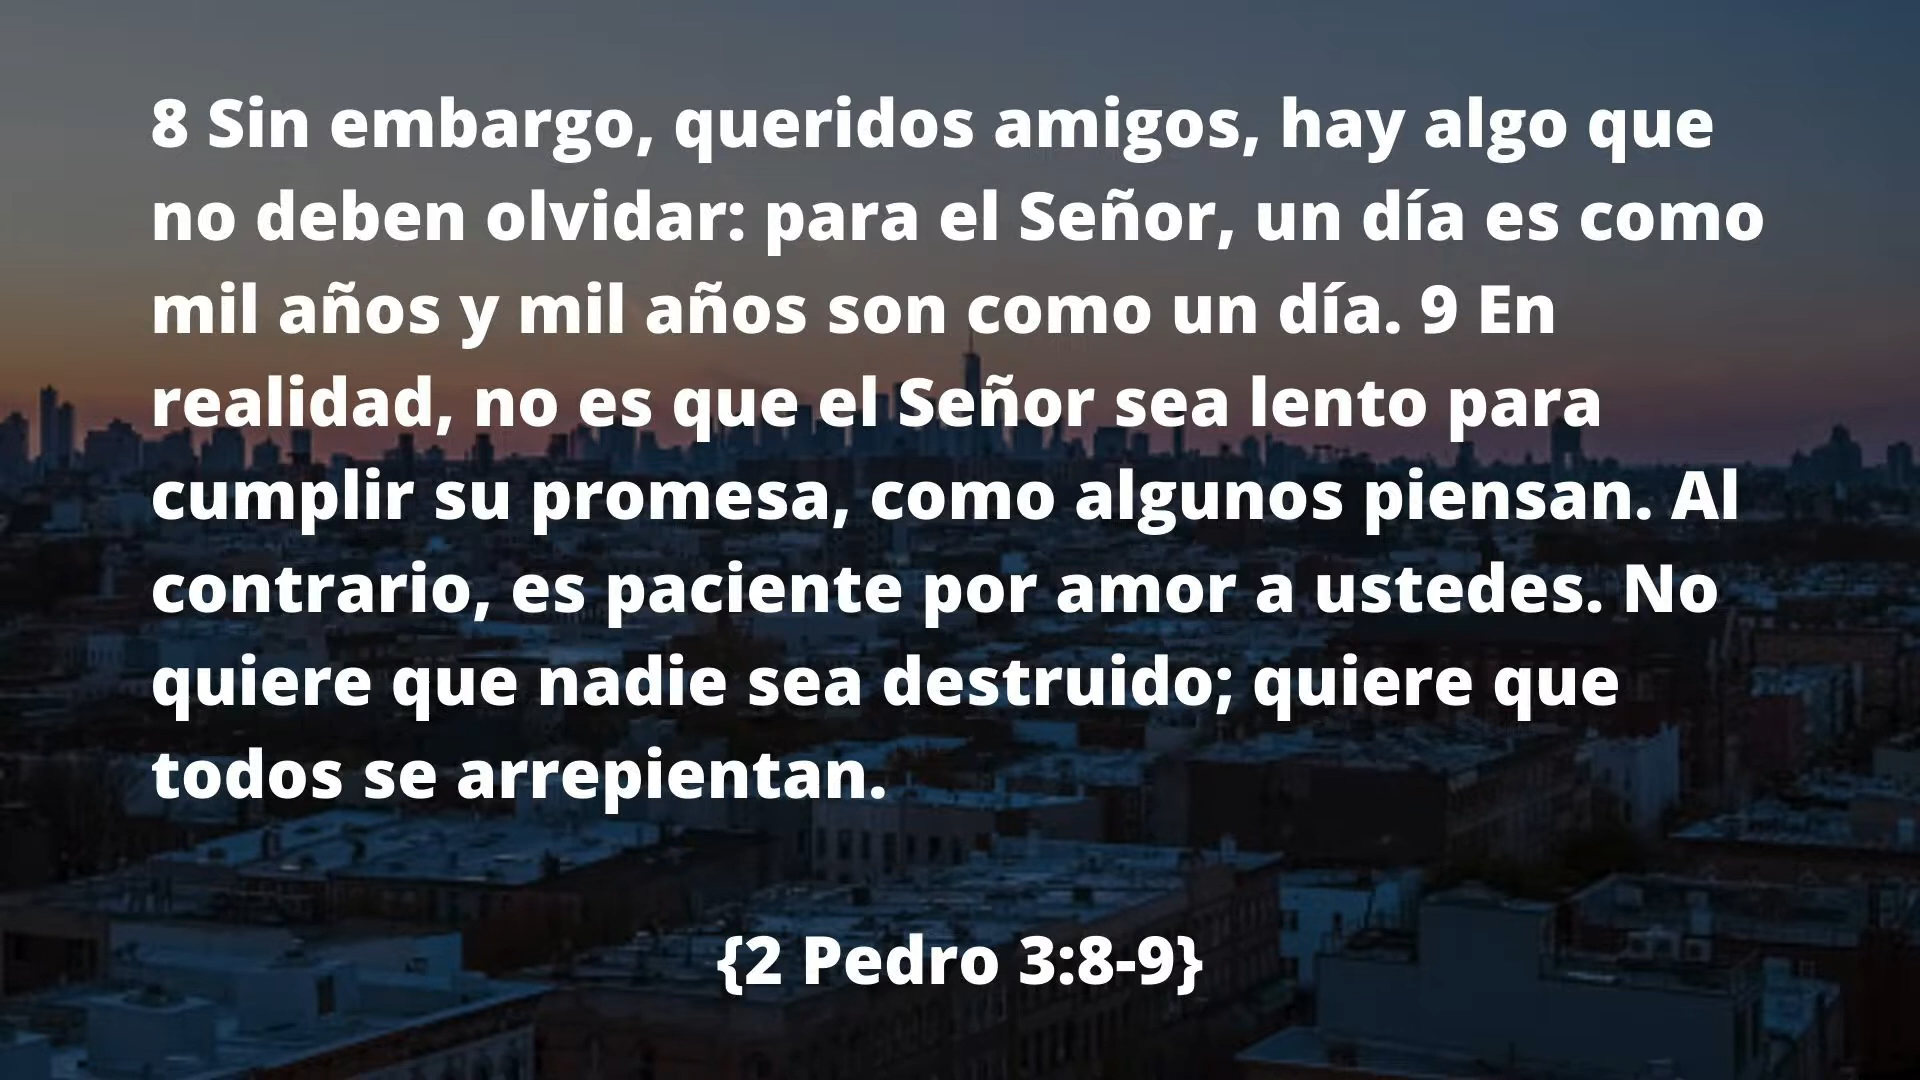 8 Sin embargo, queridos amigos, hay algo que
no deben olvidar: para el Señor, un día es como
mil años y mil años son como un día. 9 En
realidad, no es que el Señor sea lento para
cumplir su promesa, como algunos piensan. Al
contrario, es paciente por amor a ustedes. No
quiere que nadie sea destruido; quiere que
todos se arrepientan.
{2 Pedro 3:8-9}